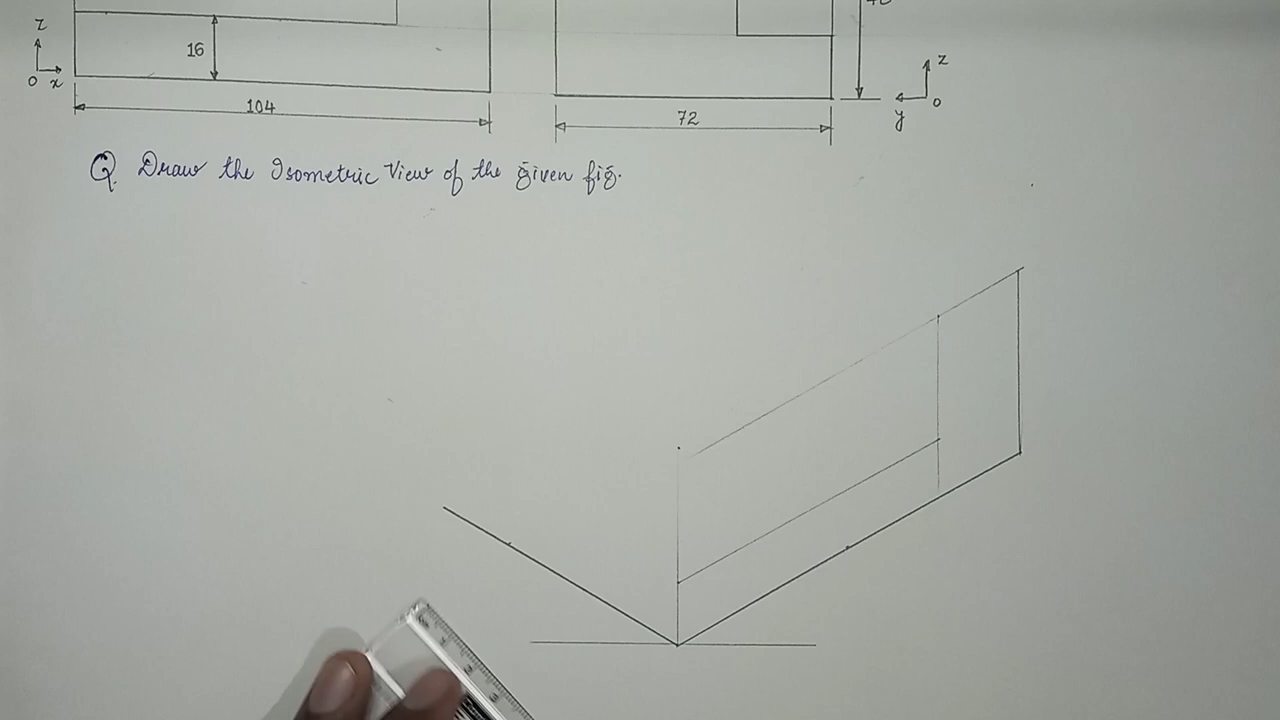 z
16
z
o x
o
104
72
y
Q. Draw the Isometric View of the given fig.